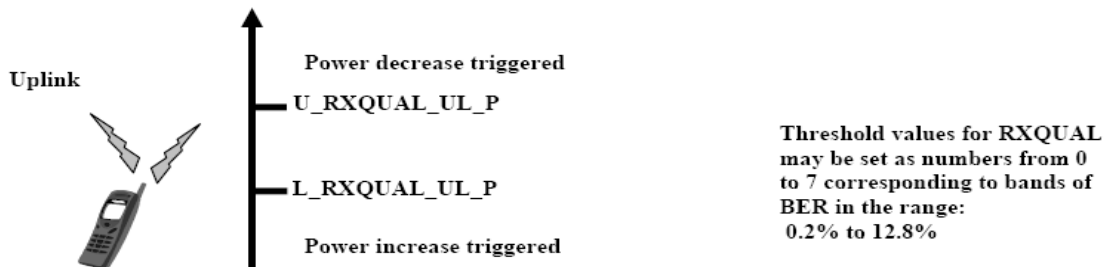 Uplink
Power decrease triggered
U_RXQUAL_UL_P
L_RXQUAL_UL_P
Power increase triggered
Threshold values for RXQUAL
may be set as numbers from 0
to 7 corresponding to bands of
BER in the range:
0.2% to 12.8%